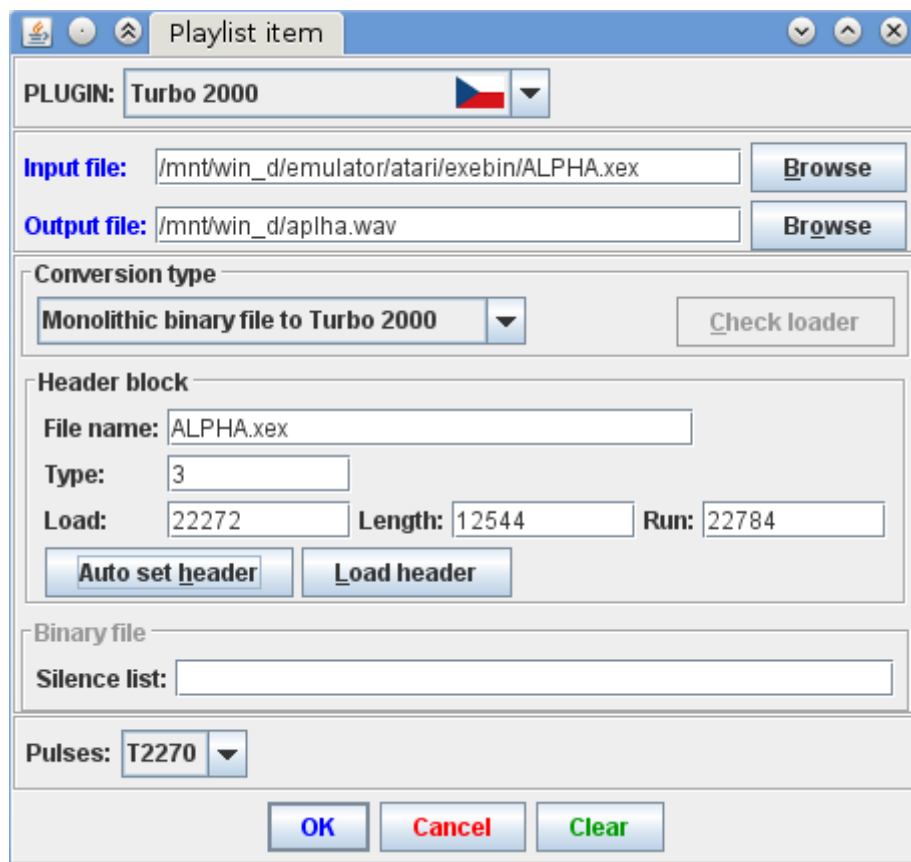 Playlist item
PLUGIN: Turbo 2000
Input file: /mnt/win_d/emulator/atari/exebin/ALPHA.xex Browse
Output file: /mnt/win_d/aplha.wav Browse
Conversion type
Monolithic binary file to Turbo 2000 Check loader
Header block
File name: ALPHA.xex
Type: 3
Load: 22272 Length: 12544 Run: 22784
Auto set header Load header
Binary file
Silence list:
Pulses: T2270
OK Cancel Clear